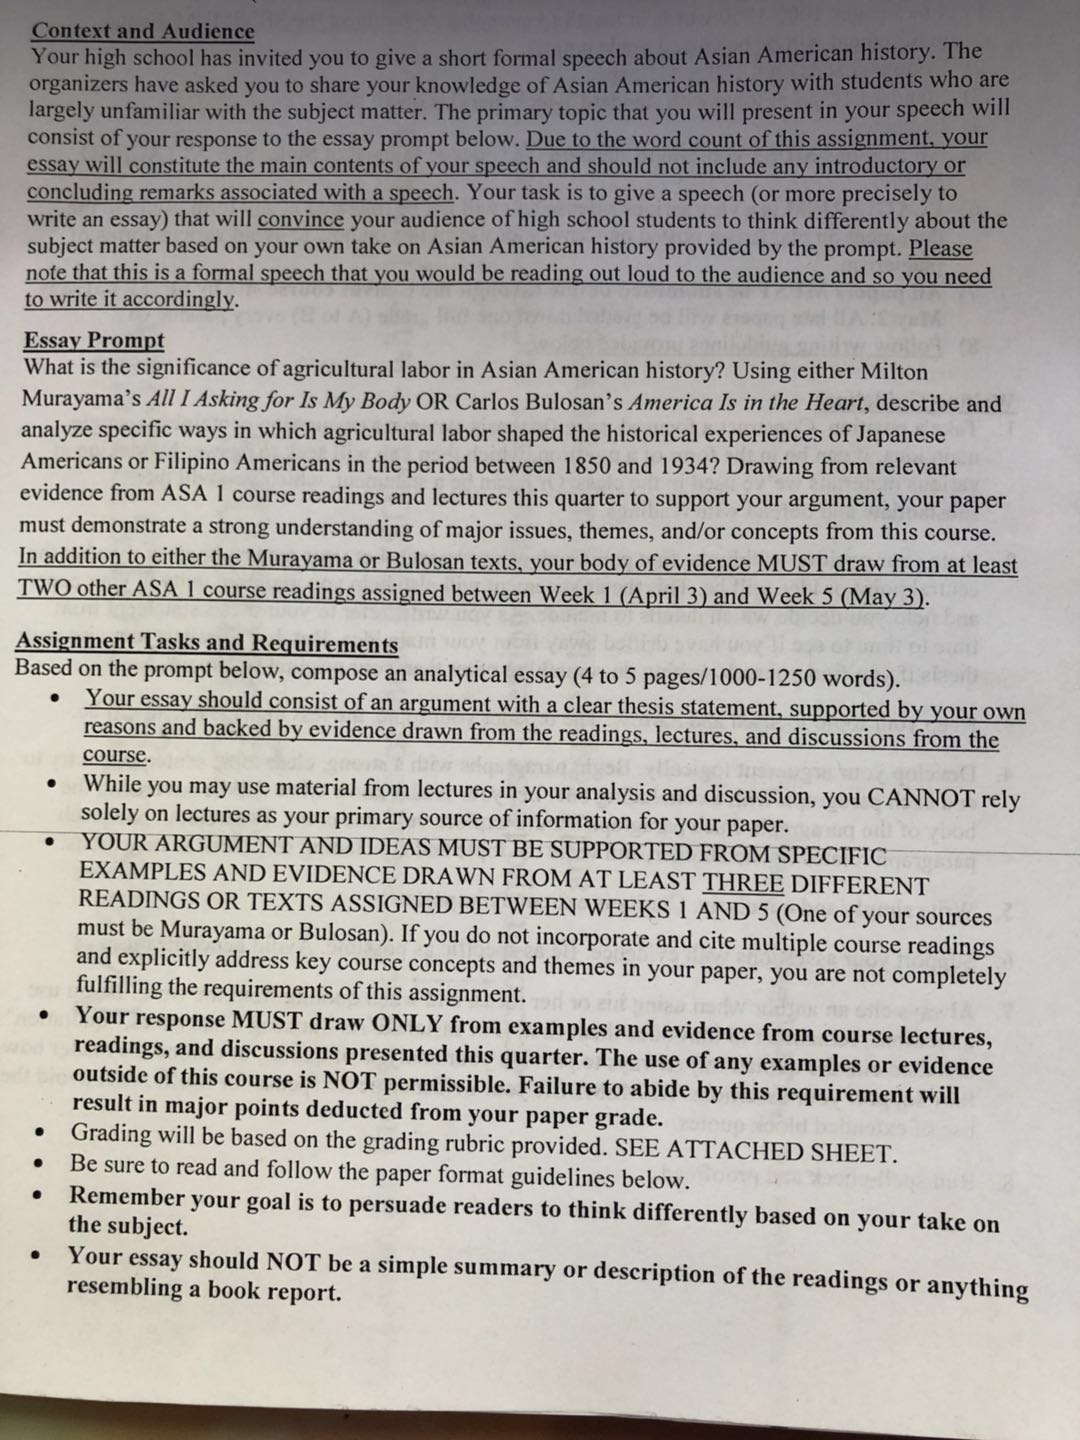 Context and Audience
Your high school has invited you to give a short formal speech about Asian American history. The
organizers have asked you to share your knowledge of Asian American history with students who are
largely unfamiliar with the subject matter. The primary topic that you will present in your speech will
consist of your response to the essay prompt below. Due to the word count of this assignment, your
essay will constitute the main contents of your speech and should not include any introductory or
concluding remarks associated with a speech. Your task is to give a speech (or more precisely to
write an essay) that will convince your audience of high school students to think differently about the
subject matter based on your own take on Asian American history provided by the prompt. Please
note that this is a formal speech that you would be reading out loud to the audience and so you need
to write it accordingly.
Essay Prompt
What is the significance of agricultural labor in Asian American history? Using either Milton
Murayama's All I Asking for Is My Body OR Carlos Bulosan's America Is in the Heart, describe and
analyze specific ways in which agricultural labor shaped the historical experiences of Japanese
Americans or Filipino Americans in the period between 1850 and 1934? Drawing from relevant
evidence from ASA 1 course readings and lectures this quarter to support your argument, your paper
must demonstrate a strong understanding of major issues, themes, and/or concepts from this course.
In addition to either the Murayama or Bulosan texts, your body of evidence MUST draw from at least
TWO other ASA 1 course readings assigned between Week 1 (April 3) and Week 5 (May 3).
Assignment Tasks and Requirements
Based on the prompt below, compose an analytical essay (4 to 5 pages/1000-1250 words).
• Your essay should consist of an argument with a clear thesis statement, supported by your own
reasons and backed by evidence drawn from the readings, lectures, and discussions from the
course.
• While you may use material from lectures in your analysis and discussion, you CANNOT rely
solely on lectures as your primary source of information for your paper.
• YOUR ARGUMENT AND IDEAS MUST BE SUPPORTED FROM SPECIFIC
EXAMPLES AND EVIDENCE DRAWN FROM AT LEAST THREE DIFFERENT
READINGS OR TEXTS ASSIGNED BETWEEN WEEKS 1 AND 5 (One of your sources
must be Murayama or Bulosan). If you do not incorporate and cite multiple course readings
and explicitly address key course concepts and themes in your paper, you are not completely
fulfilling the requirements of this assignment.
• Your response MUST draw ONLY from examples and evidence from course lectures,
readings, and discussions presented this quarter. The use of any examples or evidence
outside of this course is NOT permissible. Failure to abide by this requirement will
result in major points deducted from your paper grade.
• Grading will be based on the grading rubric provided. SEE ATTACHED SHEET.
• Be sure to read and follow the paper format guidelines below.
• Remember your goal is to persuade readers to think differently based on your take on
the subject.
• Your essay should NOT be a simple summary or description of the readings or anything
resembling a book report.